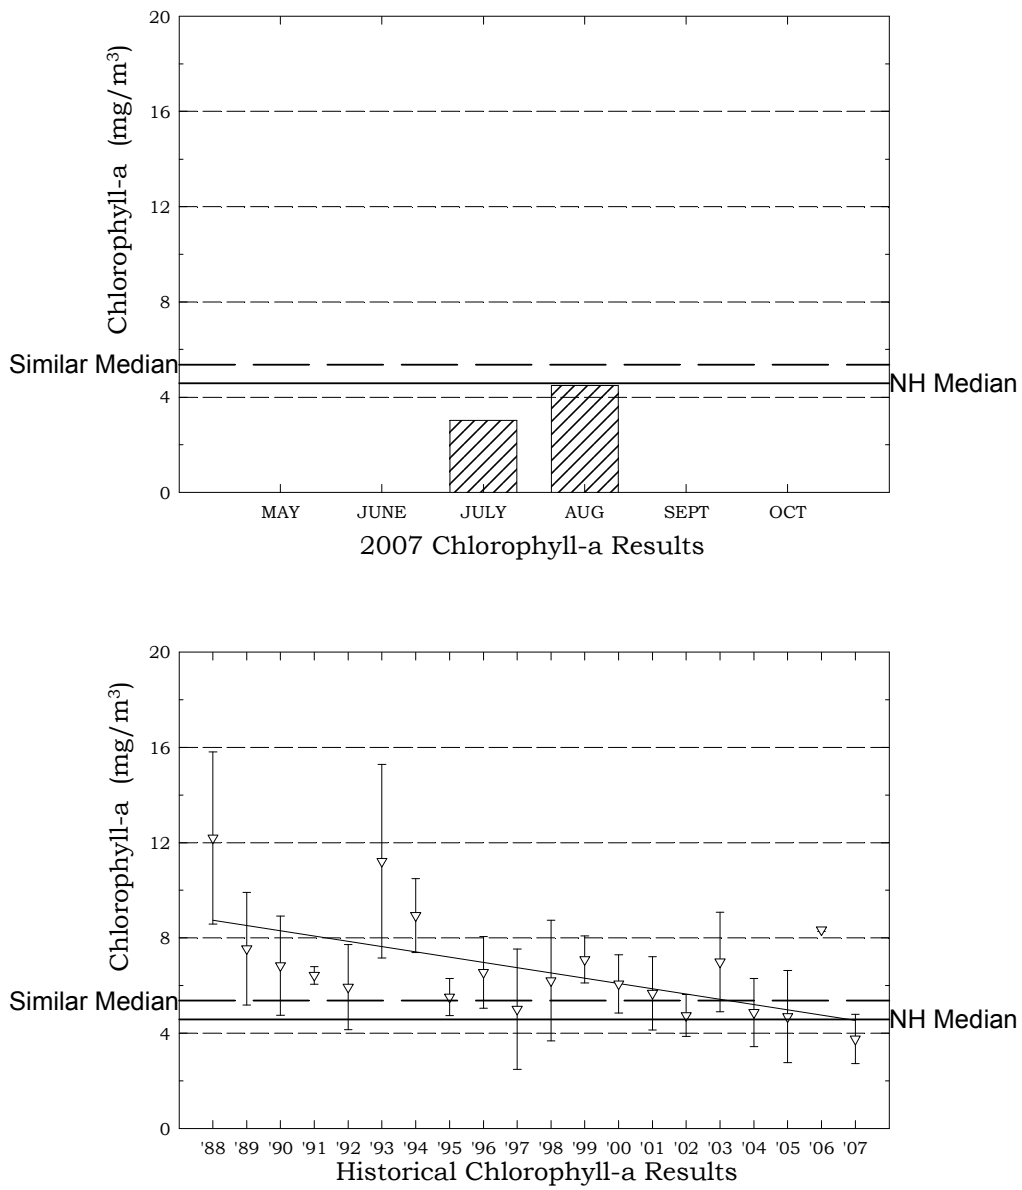 20
16
12
8
4
0
Chlorophyll-a (mg/m³)
Similar Median
NH Median
MAY JUNE JULY AUG SEPT OCT
2007 Chlorophyll-a Results
20
16
12
8
4
0
Chlorophyll-a (mg/m³)
Similar Median
NH Median
'88 '89 '90 '91 '92 '93 '94 '95 '96 '97 '98 '99 '00 '01 '02 '03 '04 '05 '06 '07
Historical Chlorophyll-a Results